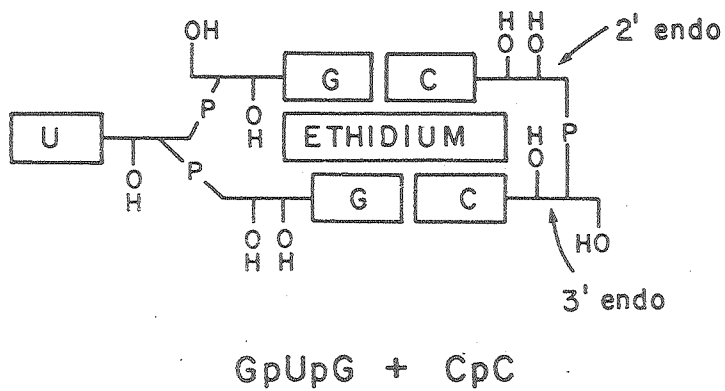 OH
H H
O O
2' endo
G C
P
O
H
U
ETHIDIUM
H
O
P
O
H
P
G C
O O
H H
HO
3' endo
GpUpG + CpC